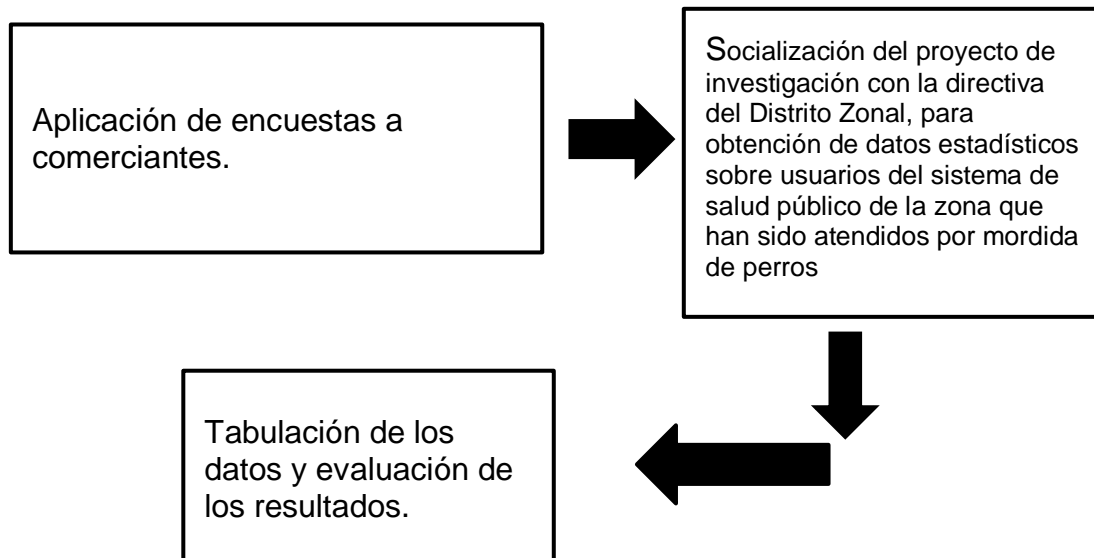 Aplicación de encuestas a
comerciantes.
Socialización del proyecto de
investigación con la directiva
del Distrito Zonal, para
obtención de datos estadísticos
sobre usuarios del sistema de
salud público de la zona que
han sido atendidos por mordida
de perros
Tabulación de los
datos y evaluación de
los resultados.